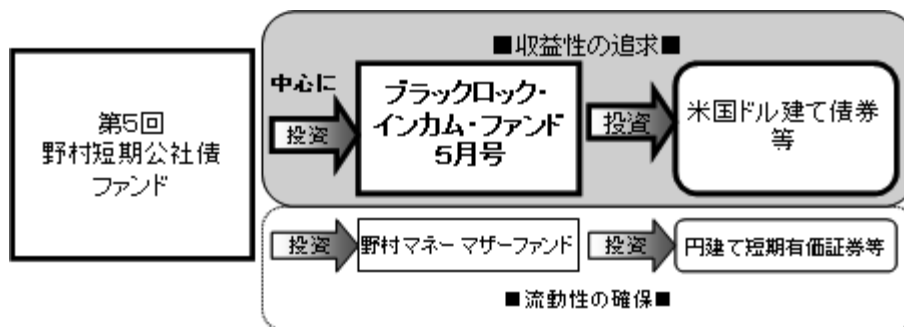 ■収益性の追求■
第5回
野村短期公社債
ファンド
中心に
投資
ブラックロック・
インカム・ファンド
5月号
投資
米国ドル建て債券
等
投資
野村マネー マザーファンド
投資
円建て短期有価証券等
■流動性の確保■